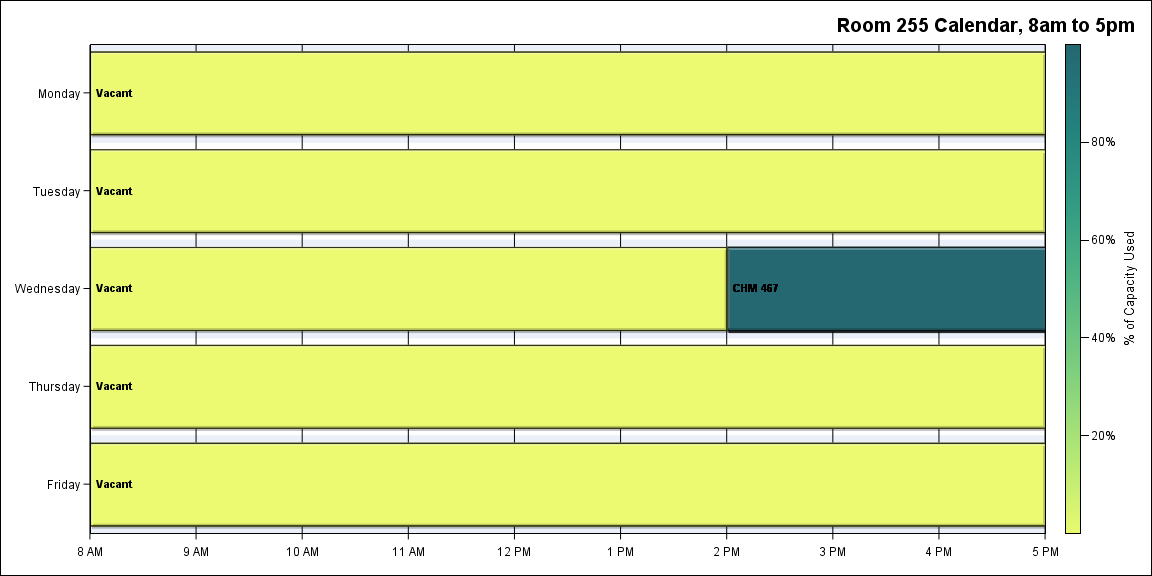 Room 255 Calendar, 8am to 5pm
Monday
Vacant
Tuesday
Vacant
Wednesday
Vacant
CHM 467
Thursday
Vacant
Friday
Vacant
8 AM 9 AM 10 AM 11 AM 12 PM 1 PM 2 PM 3 PM 4 PM 5 PM
80%
60%
40%
20%
% of Capacity Used